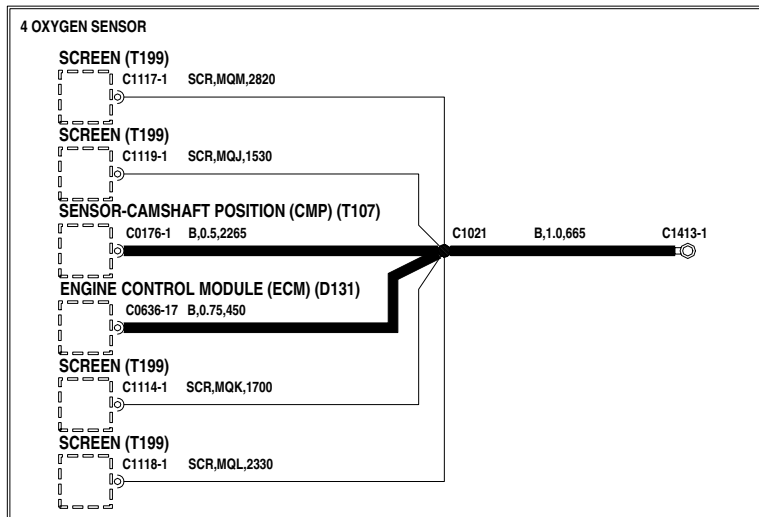 4 OXYGEN SENSOR
SCREEN (T199)
C1117-1 SCR,MQM,2820
SCREEN (T199)
C1119-1 SCR,MQJ,1530
SENSOR-CAMSHAFT POSITION (CMP) (T107)
C0176-1 B,0.5,2265 C1021 B,1.0,665 C1413-1
ENGINE CONTROL MODULE (ECM) (D131)
C0636-17 B,0.75,450
SCREEN (T199)
C1114-1 SCR,MQK,1700
SCREEN (T199)
C1118-1 SCR,MQL,2330